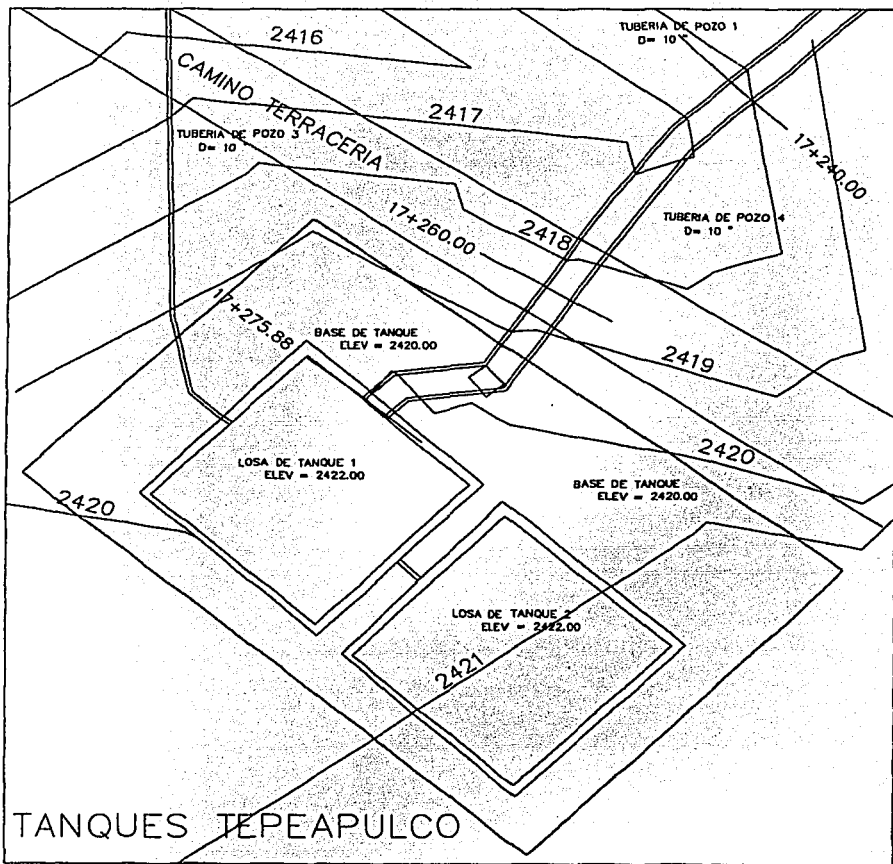 TUBERIA DE POZO 1
D= 10 "
2416
CAMINO TERRACERIA
2417
TUBERIA DE POZO 3
D= 10 "
17+240.00
TUBERIA DE POZO 4
D= 10 "
17+260.00
2418
17+275.88
BASE DE TANQUE
ELEV = 2420.00
2419
2420
LOSA DE TANQUE 1
ELEV = 2422.00
BASE DE TANQUE
ELEV = 2420.00
2420
LOSA DE TANQUE 2
ELEV = 2422.00
2421
TANQUES TEPEAPULCO